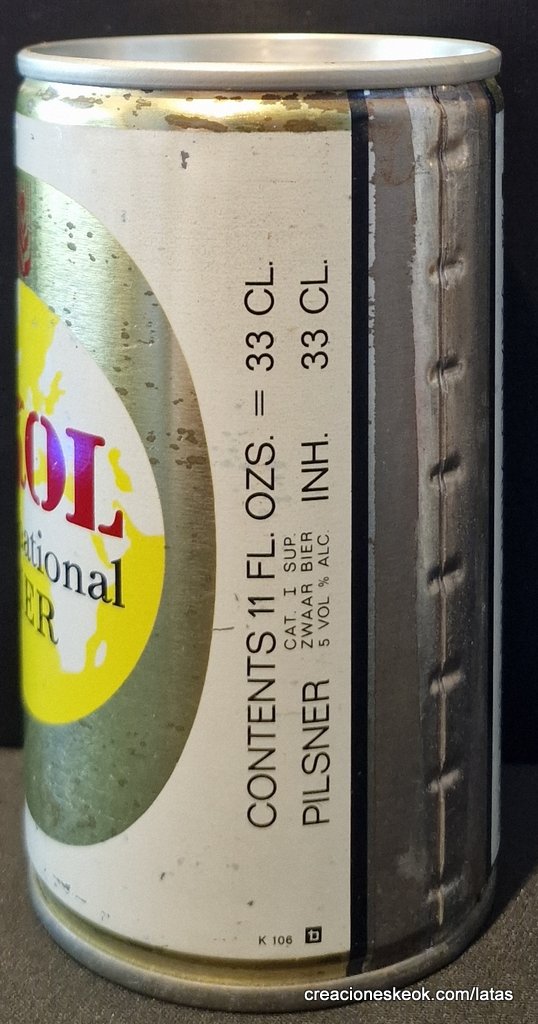 OL
ational
ER
CONTENTS 11 FL. OZS. = 33 CL.
CAT. I SUP.
ZWAAR BIER
5 VOL % ALC.
PILSNER INH. 33 CL.
K 106
creacioneskeok.com/latas